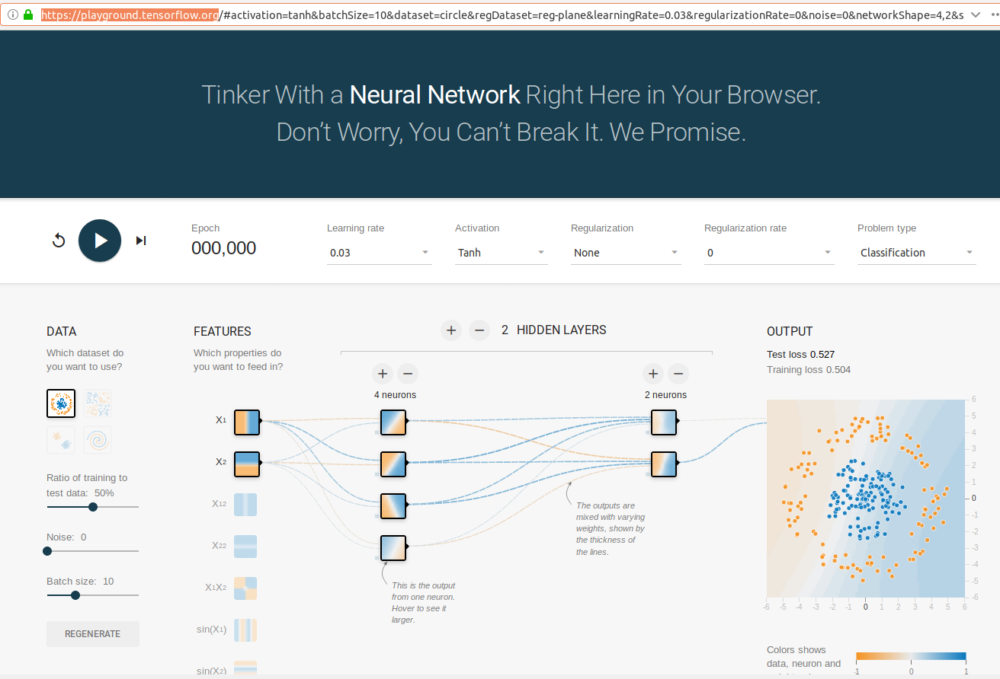 https://playground.tensorflow.org/#activation=tanh&batchSize=10&dataset=circle&regDataset=reg-plane&learningRate=0.03&regularizationRate=0&noise=0&networkShape=4,2&s
Tinker With a Neural Network Right Here in Your Browser.
Don’t Worry, You Can’t Break It. We Promise.
Epoch
000,000
Learning rate
0.03
Activation
Tanh
Regularization
None
Regularization rate
0
Problem type
Classification
DATA
Which dataset do
you want to use?
Ratio of training to
test data: 50%
Noise: 0
Batch size: 10
REGENERATE
FEATURES
Which properties do
you want to feed in?
X1
X2
X12
X22
X1X2
sin(X1)
sin(X2)
+ − 2 HIDDEN LAYERS
+ −
4 neurons
+ −
2 neurons
This is the output
from one neuron.
Hover to see it
larger.
The outputs are
mixed with varying
weights, shown by
the thickness of
the lines.
OUTPUT
Test loss 0.527
Training loss 0.504
6
5
4
3
2
1
0
-1
-2
-3
-4
-5
-6
-6 -5 -4 -3 -2 -1 0 1 2 3 4 5 6
Colors shows
data, neuron and
-1 0 1